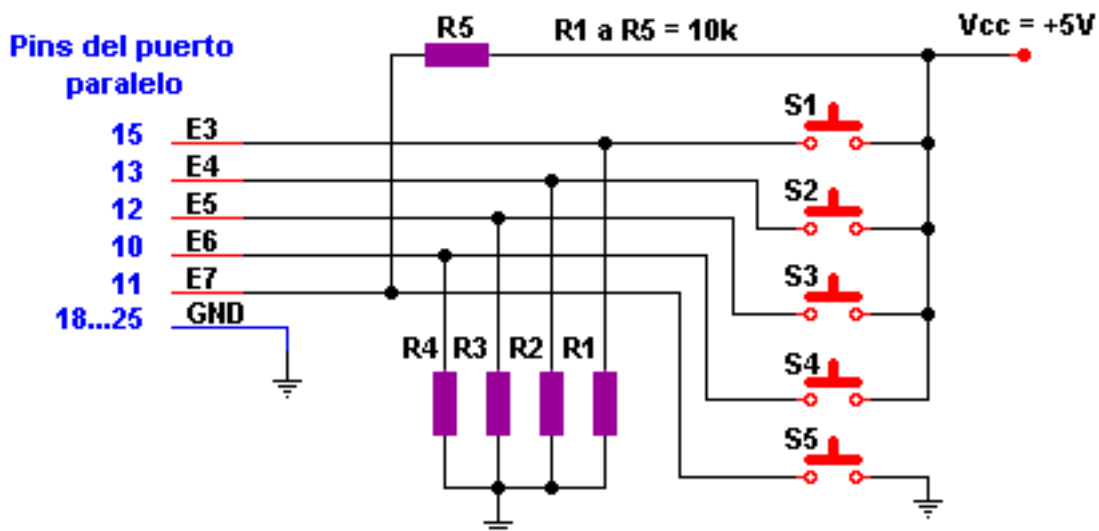 Pins del puerto
paralelo
R5
R1 a R5 = 10k
Vcc = +5V
15 E3
13 E4
12 E5
10 E6
11 E7
18...25 GND
S1
S2
S3
S4
S5
R4 R3 R2 R1